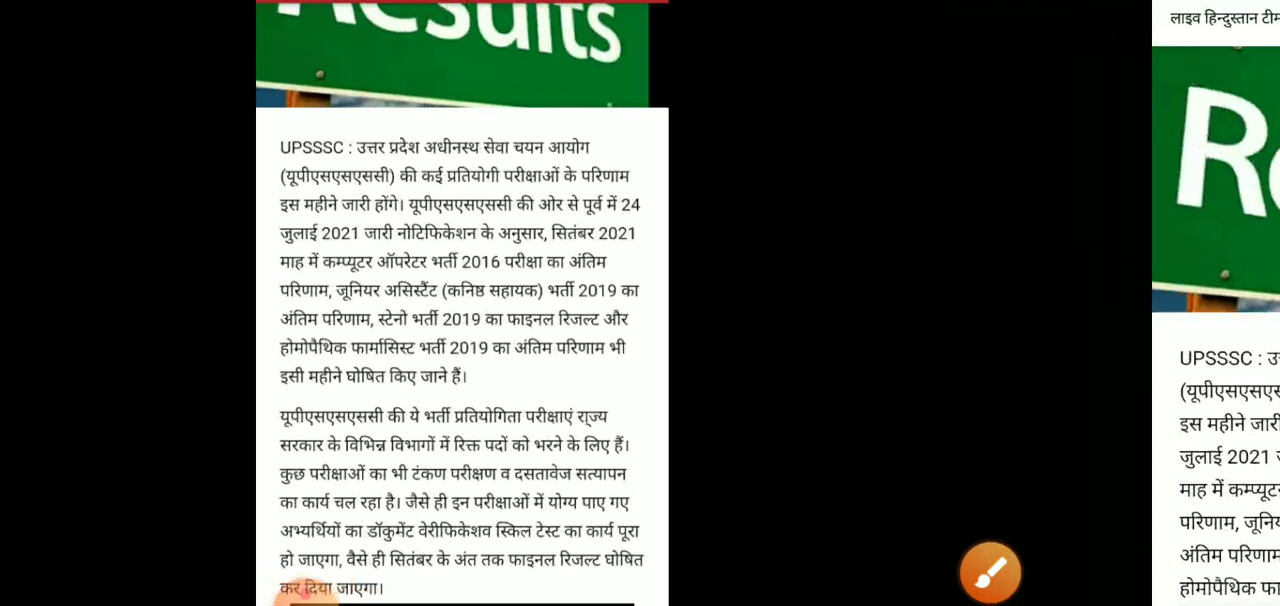 Results
UPSSSC : उत्तर प्रदेश अधीनस्थ सेवा चयन आयोग
(यूपीएसएसएससी) की कई प्रतियोगी परीक्षाओं के परिणाम
इस महीने जारी होंगे। यूपीएसएसएससी की ओर से पूर्व में 24
जुलाई 2021 जारी नोटिफिकेशन के अनुसार, सितंबर 2021
माह में कम्प्यूटर ऑपरेटर भर्ती 2016 परीक्षा का अंतिम
परिणाम, जूनियर असिस्टैंट (कनिष्ठ सहायक) भर्ती 2019 का
अंतिम परिणाम, स्टेनो भर्ती 2019 का फाइनल रिजल्ट और
होमोपैथिक फार्मासिस्ट भर्ती 2019 का अंतिम परिणाम भी
इसी महीने घोषित किए जाने हैं।
यूपीएसएसएससी की ये भर्ती प्रतियोगिता परीक्षाएं रा्ज्य
सरकार के विभिन्न विभागों में रिक्त पदों को भरने के लिए हैं।
कुछ परीक्षाओं का भी टंकण परीक्षण व दसतावेज सत्यापन
का कार्य चल रहा है। जैसे ही इन परीक्षाओं में योग्य पाए गए
अभ्यर्थियों का डॉकुमेंट वेरीफिकेशव स्किल टेस्ट का कार्य पूरा
हो जाएगा, वैसे ही सितंबर के अंत तक फाइनल रिजल्ट घोषित
कर दिया जाएगा।
लाइव हिन्दुस्तान टीम
Re
UPSSSC : उ
(यूपीएसएसएस
इस महीने जारी
जुलाई 2021
माह में कम्प्यूट
परिणाम, जूनि
अंतिम परिणाम
होमोपैथिक फा